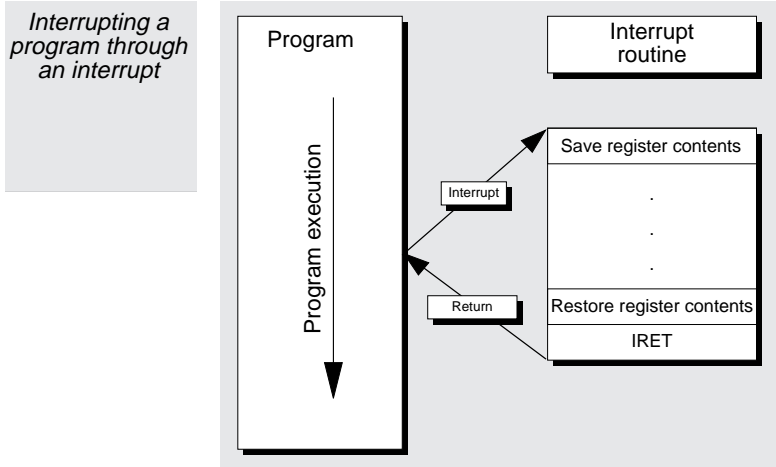 Interrupting a
program through
an interrupt
Program
Interrupt
routine
Program execution
Interrupt
Return
Save register contents
.
.
.
Restore register contents
IRET